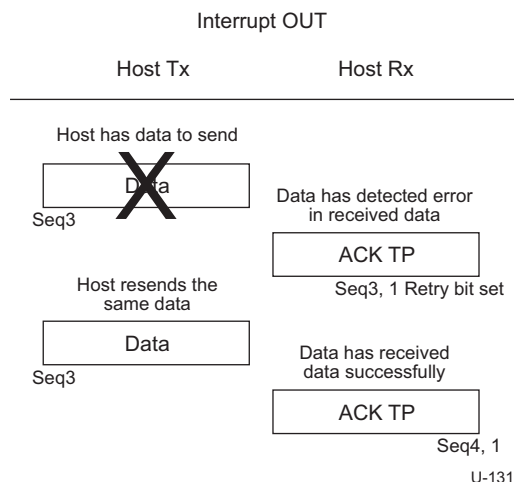 Interrupt OUT
Host Tx
Host Rx
Host has data to send
Data
Seq3
Data has detected error
in received data
ACK TP
Seq3, 1 Retry bit set
Host resends the
same data
Data
Seq3
Data has received
data successfully
ACK TP
Seq4, 1
U-131